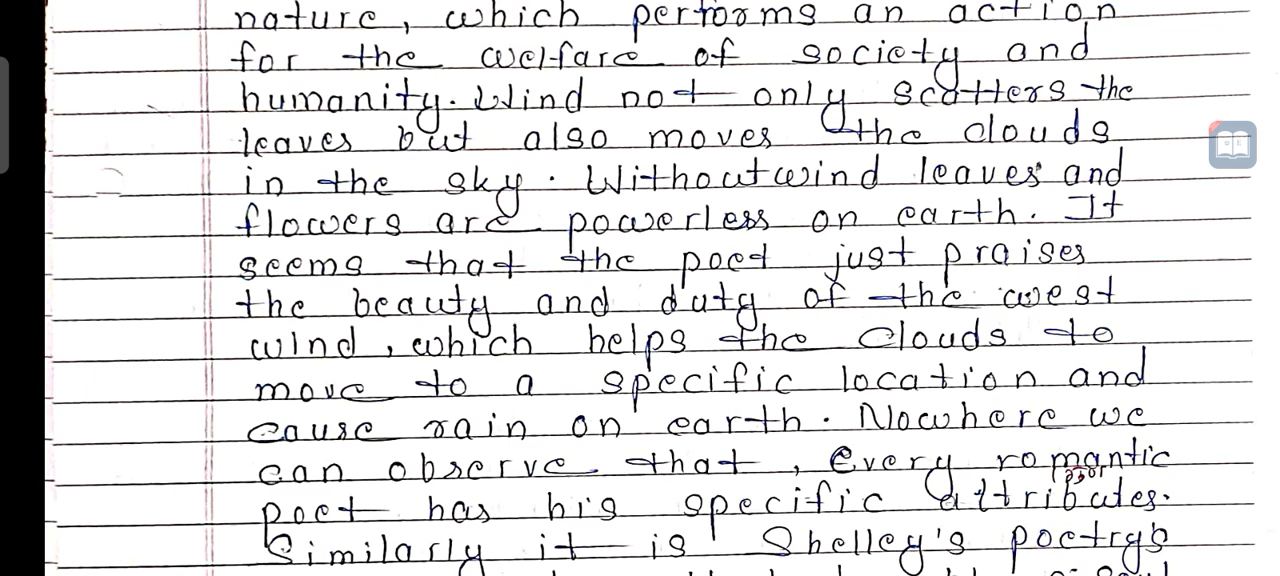 nature, which performs an action
for the welfare of society and
humanity. Wind not only scatters the
leaves but also moves the clouds
in the sky. Without wind leaves and
flowers are powerless on earth. It
seems that the poet just praises
the beauty and duty of the west
wind, which helps the clouds to
move to a specific location and
cause rain on earth. Nowhere we
can observe that, every romantic
poet has his specific attributes.
Similarly it is Shelley's poetry's